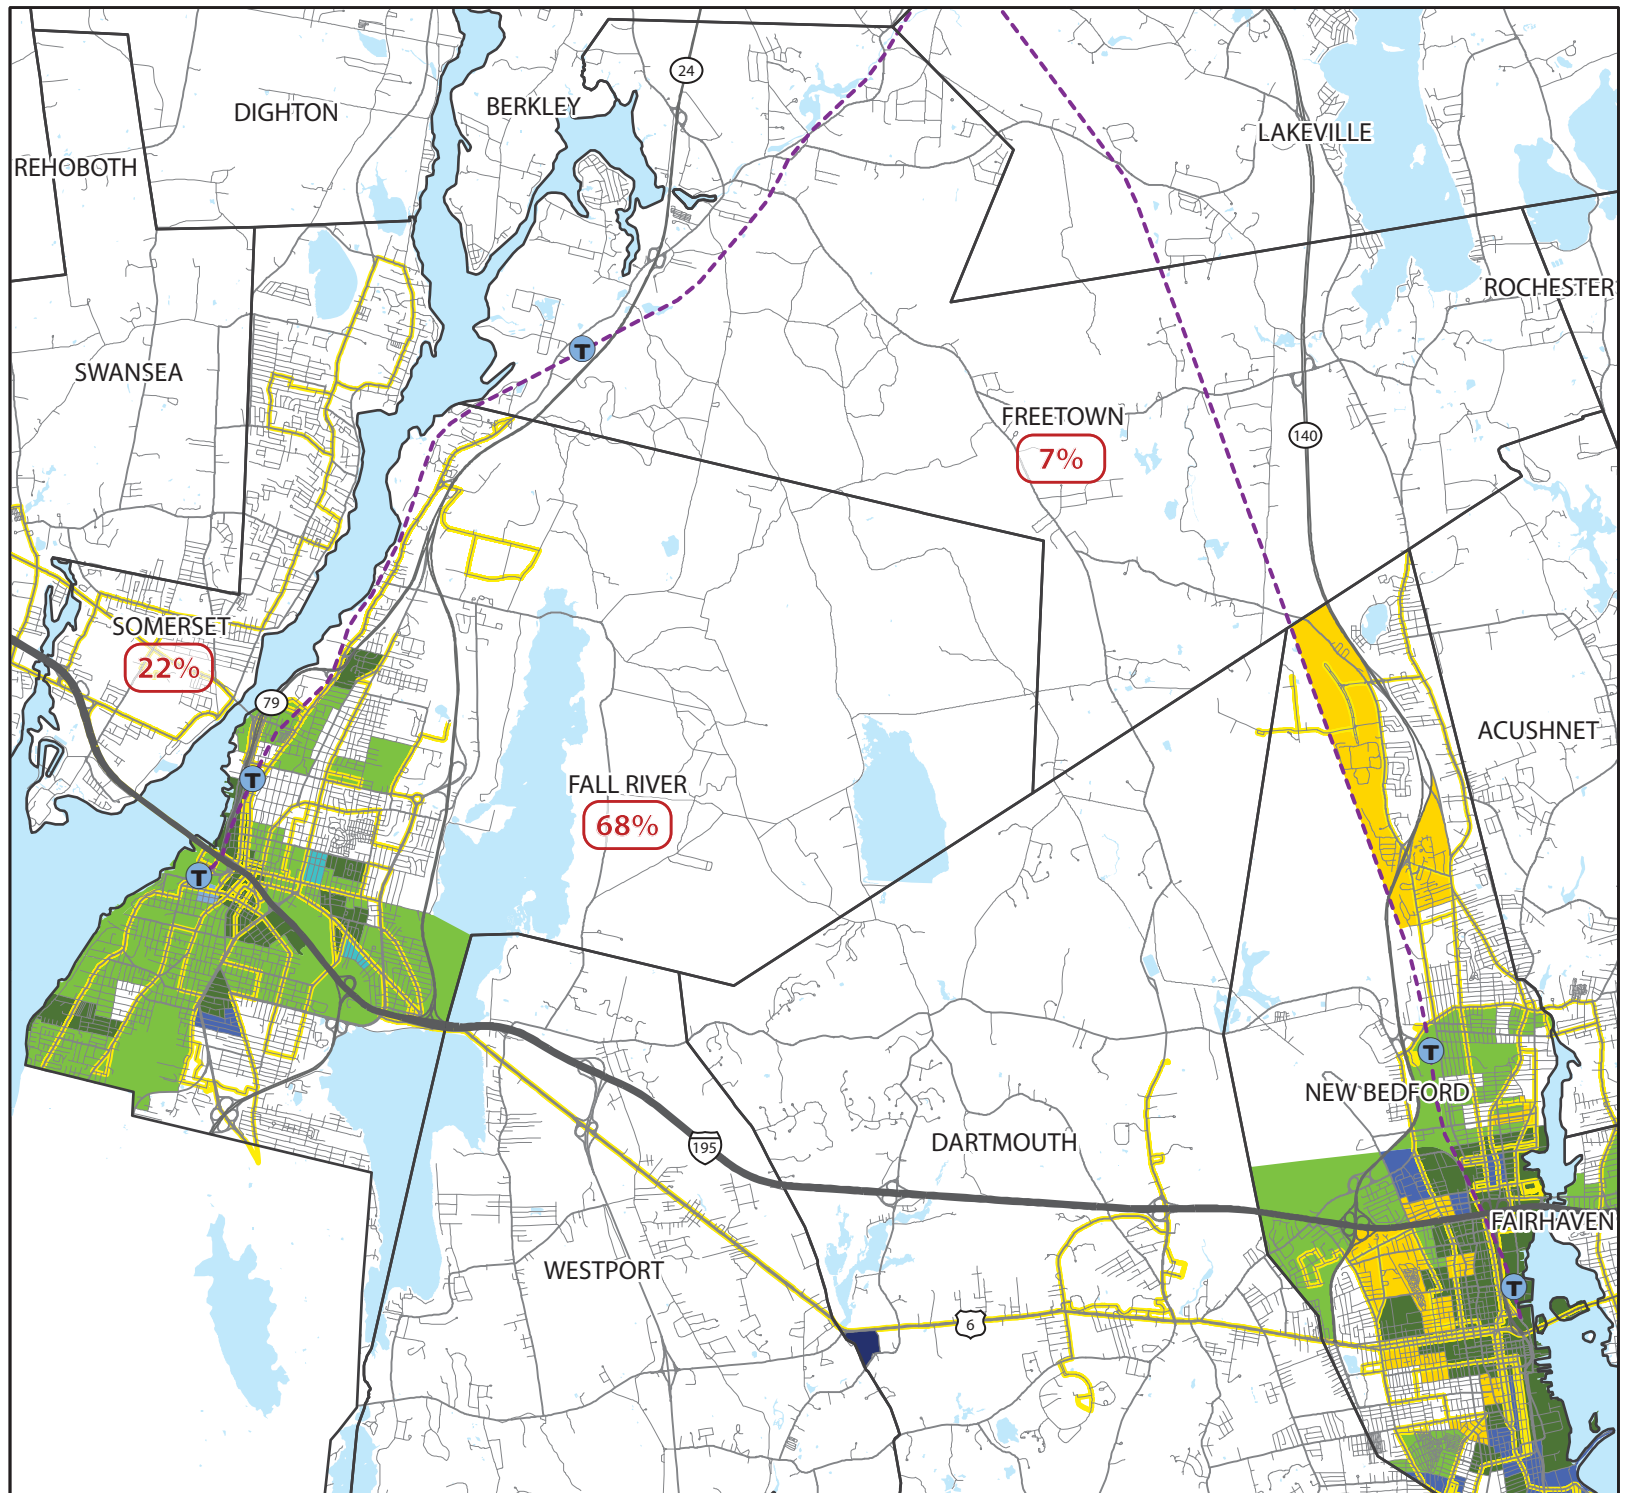 24
DIGHTON
BERKLEY
LAKEVILLE
REHOBOTH
ROCHESTER
T
SWANSEA
FREETOWN
7%
140
SOMERSET
22%
79
ACUSHNET
T
FALL RIVER
68%
T
T
NEW BEDFORD
DARTMOUTH
195
FAIRHAVEN
WESTPORT
T
6